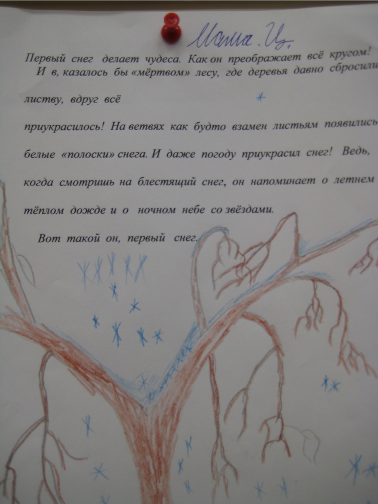 Маша. Из.
Первый снег делает чудеса. Как он преображает всё кругом!
И в, казалось бы «мёртвом» лесу, где деревья давно сбросили
листву, вдруг всё
приукрасилось! На ветвях как будто взамен листьям появились
белые «полоски» снега. И даже погоду приукрасил снег! Ведь,
когда смотришь на блестящий снег, он напоминает о летнем
тёплом дожде и о ночном небе со звёздами.
Вот такой он, первый снег.